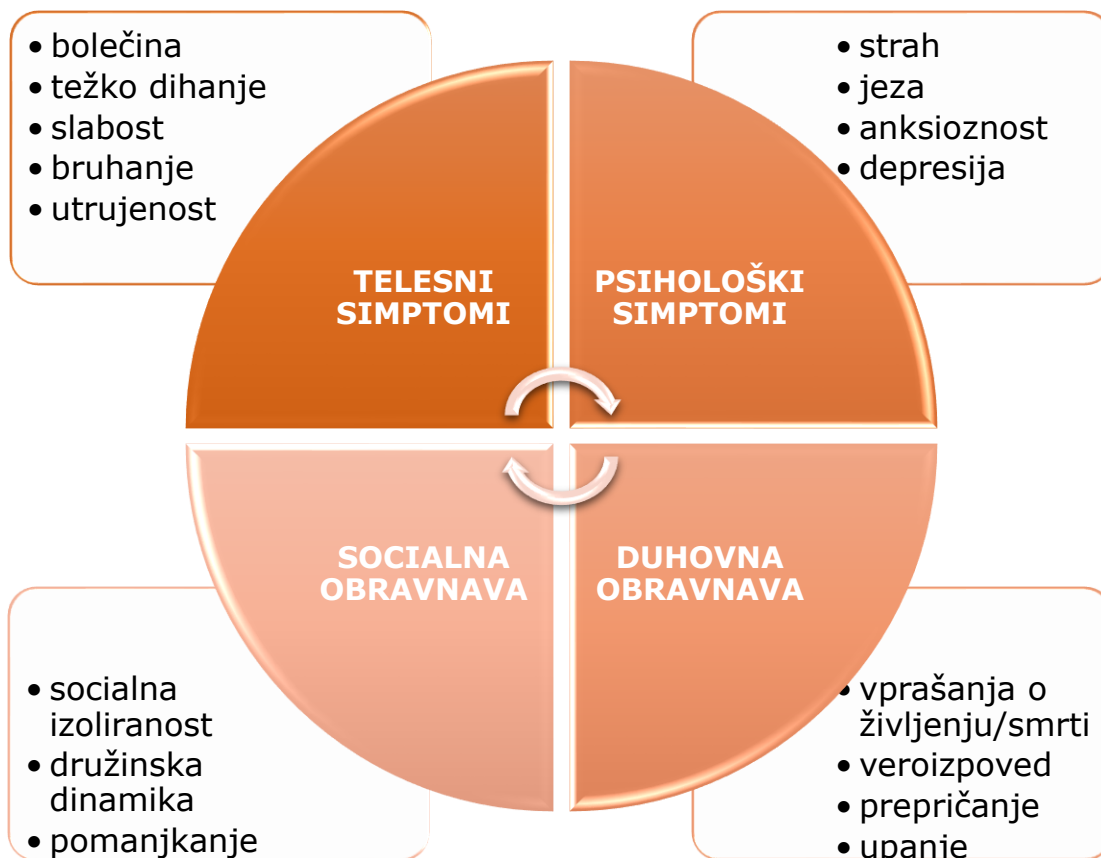 • bolečina
• težko dihanje
• slabost
• bruhanje
• utrujenost
• strah
• jeza
• anksioznost
• depresija
TELESNI
SIMPTOMI
PSIHOLOŠKI
SIMPTOMI
SOCIALNA
OBRAVNAVA
DUHOVNA
OBRAVNAVA
• socialna
izoliranost
• družinska
dinamika
• pomanjkanje
• vprašanja o
življenju/smrti
• veroizpoved
• prepričanje
• upanje